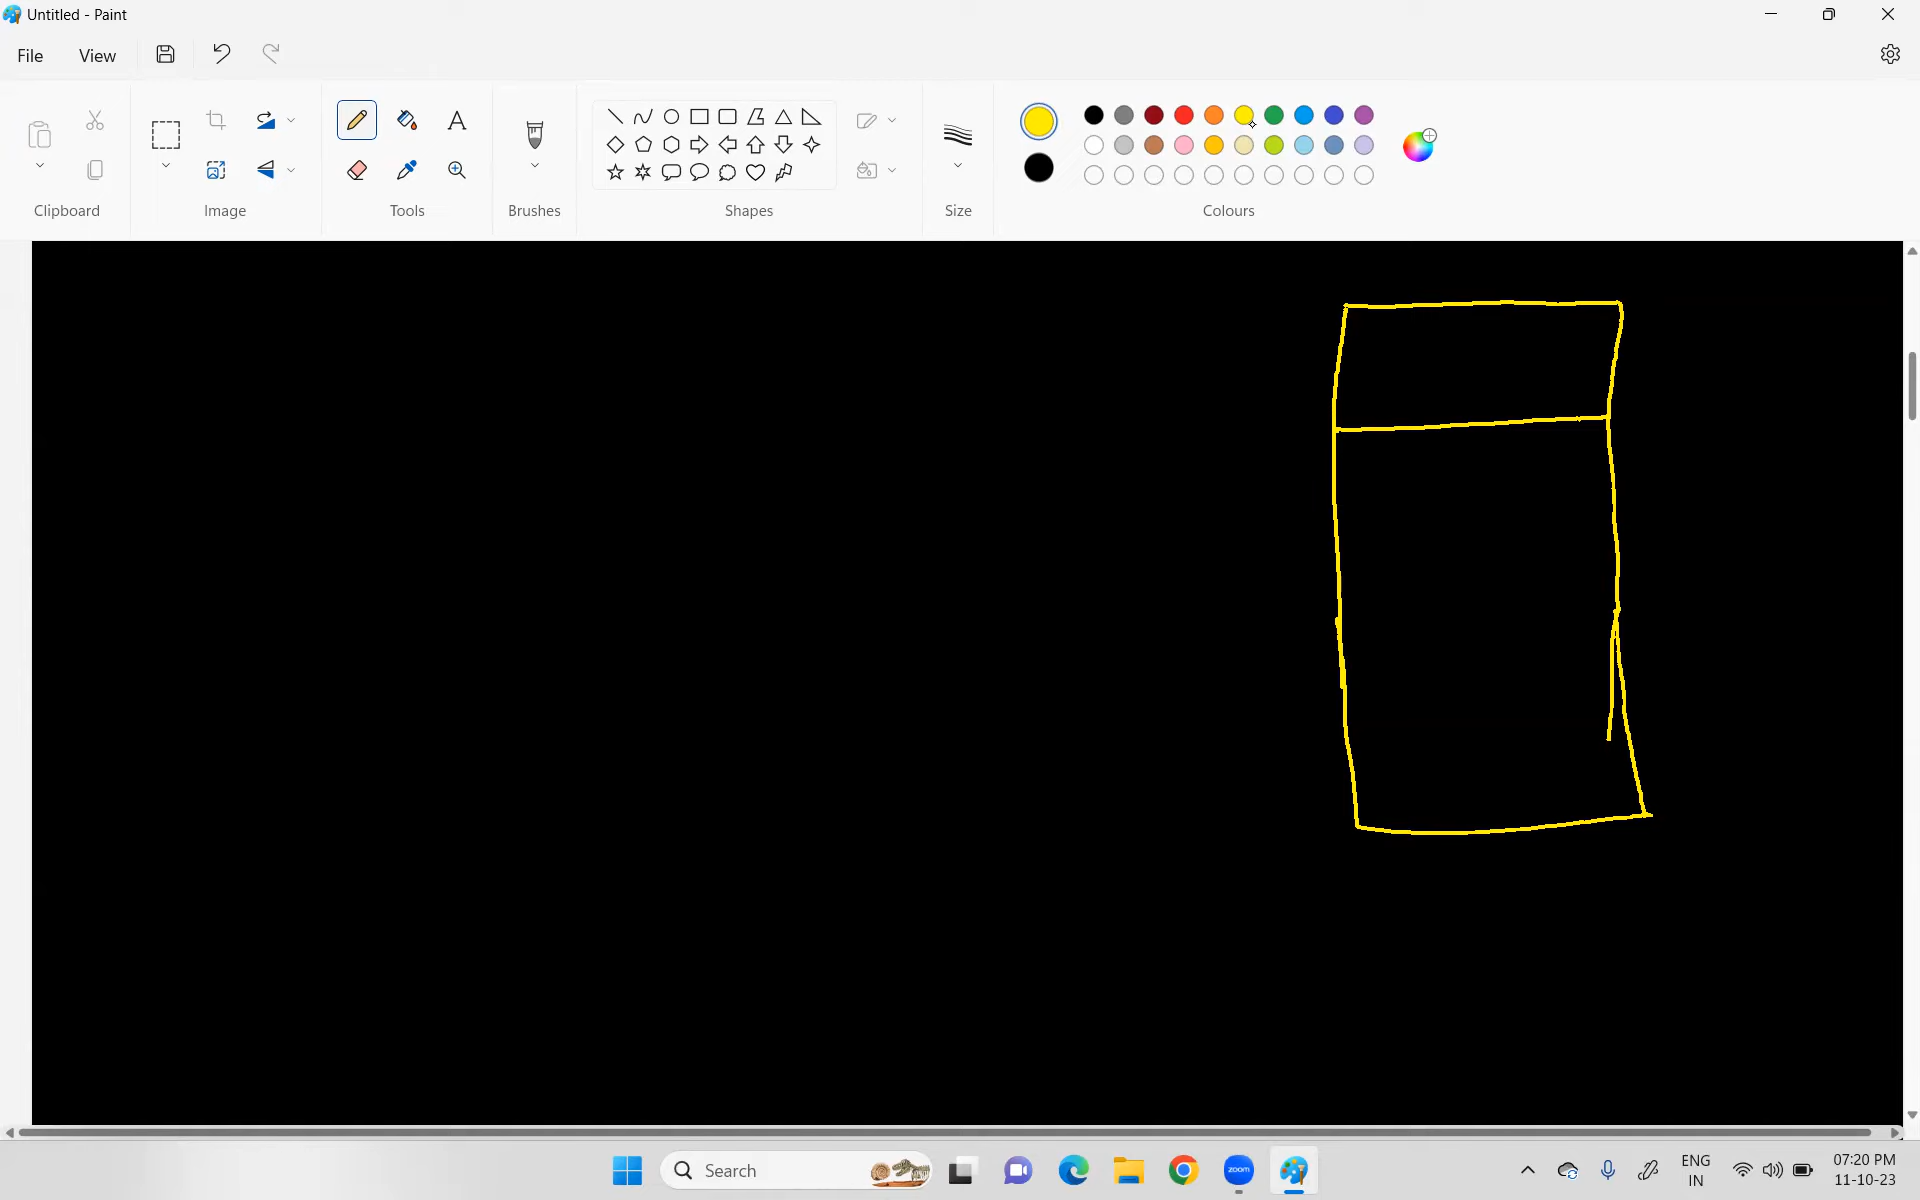 Untitled - Paint
File View
Clipboard Image Tools Brushes Shapes Size Colours
Search
zoom
ENG
IN
07:20 PM
11-10-23